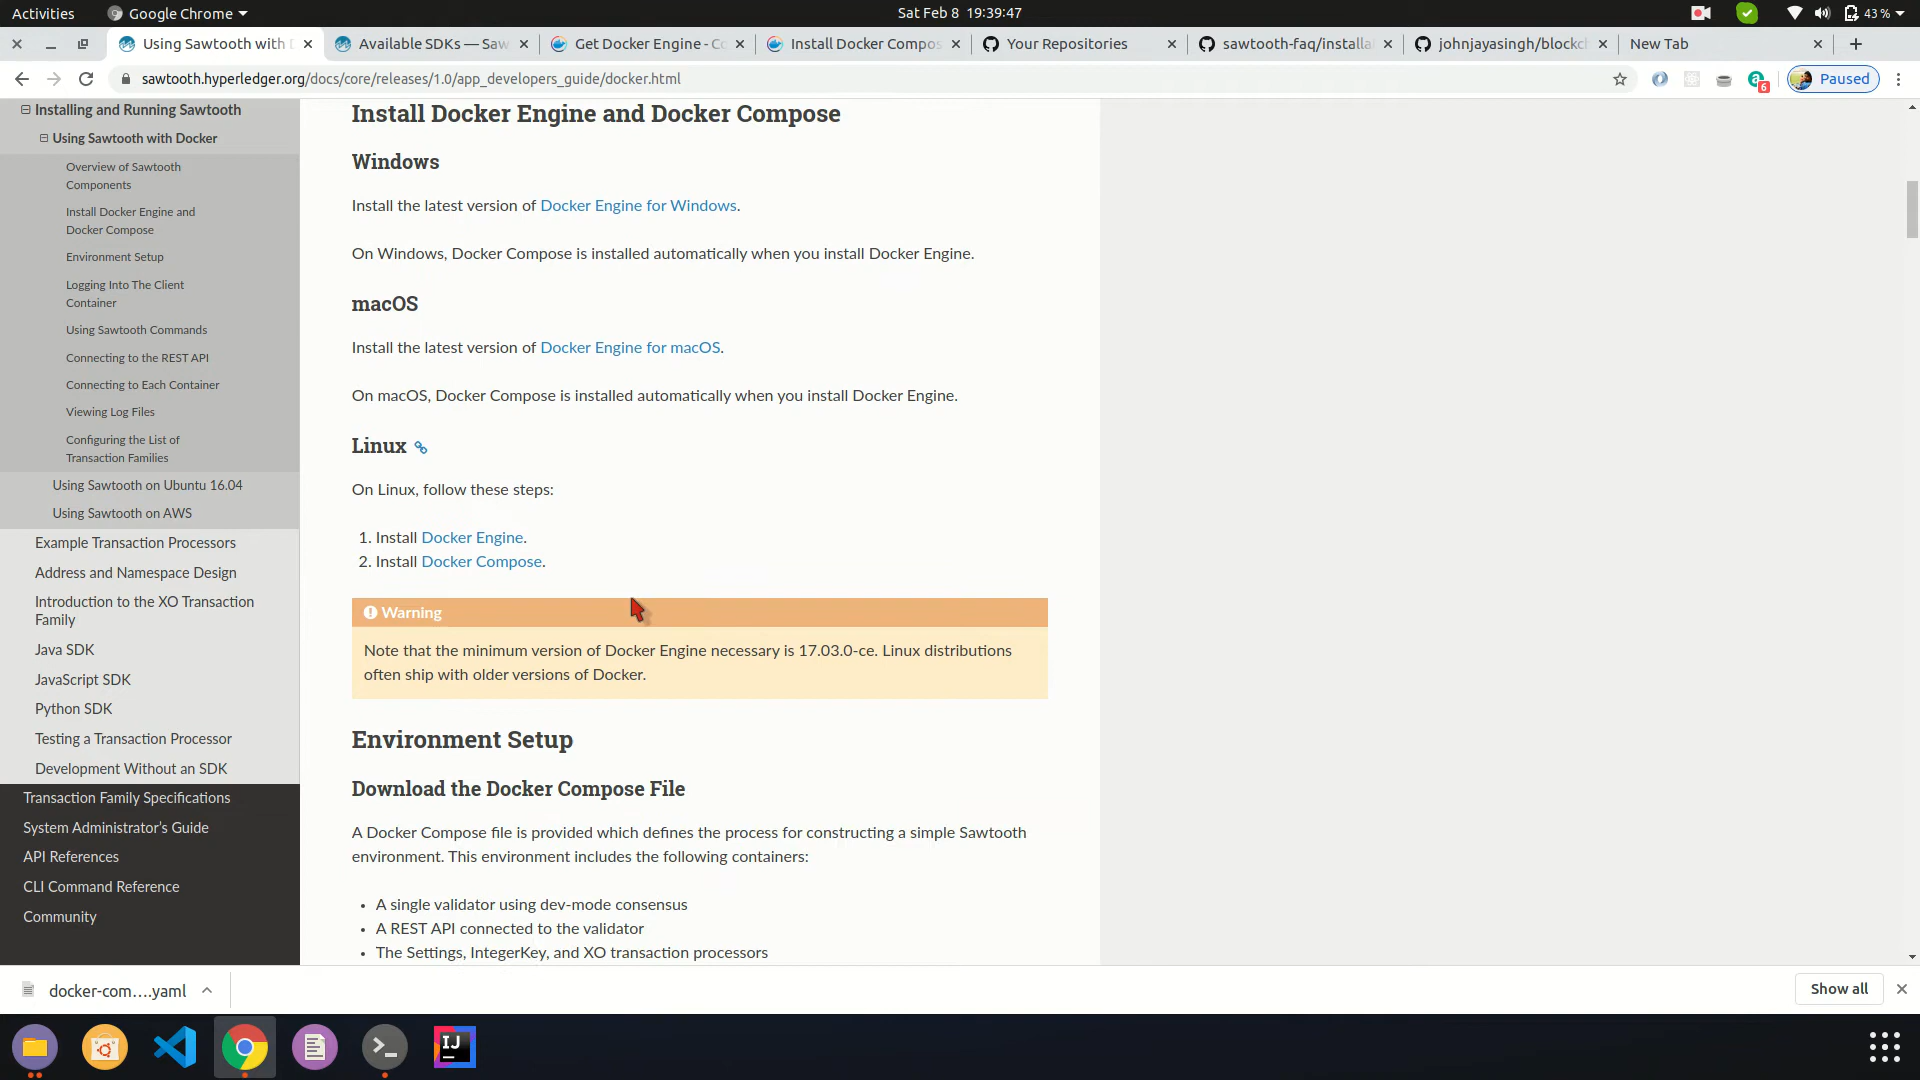 Activities
Google Chrome
Sat Feb 8 19:39:47
43 %
Using Sawtooth with D
Available SDKs — Saw
Get Docker Engine - Co
Install Docker Compos
Your Repositories
sawtooth-faq/installa
johnjayasingh/blockch
New Tab
sawtooth.hyperledger.org/docs/core/releases/1.0/app_developers_guide/docker.html
6
Paused
Installing and Running Sawtooth
Using Sawtooth with Docker
Overview of Sawtooth
Components
Install Docker Engine and
Docker Compose
Environment Setup
Logging Into The Client
Container
Using Sawtooth Commands
Connecting to the REST API
Connecting to Each Container
Viewing Log Files
Configuring the List of
Transaction Families
Using Sawtooth on Ubuntu 16.04
Using Sawtooth on AWS
Example Transaction Processors
Address and Namespace Design
Introduction to the XO Transaction
Family
Java SDK
JavaScript SDK
Python SDK
Testing a Transaction Processor
Development Without an SDK
Transaction Family Specifications
System Administrator's Guide
API References
CLI Command Reference
Community
Install Docker Engine and Docker Compose
Windows
Install the latest version of Docker Engine for Windows.
On Windows, Docker Compose is installed automatically when you install Docker Engine.
macOS
Install the latest version of Docker Engine for macOS.
On macOS, Docker Compose is installed automatically when you install Docker Engine.
Linux
On Linux, follow these steps:
1. Install Docker Engine.
2. Install Docker Compose.
Warning
Note that the minimum version of Docker Engine necessary is 17.03.0-ce. Linux distributions
often ship with older versions of Docker.
Environment Setup
Download the Docker Compose File
A Docker Compose file is provided which defines the process for constructing a simple Sawtooth
environment. This environment includes the following containers:
• A single validator using dev-mode consensus
• A REST API connected to the validator
• The Settings, IntegerKey, and XO transaction processors
docker-com....yaml
Show all
IJ